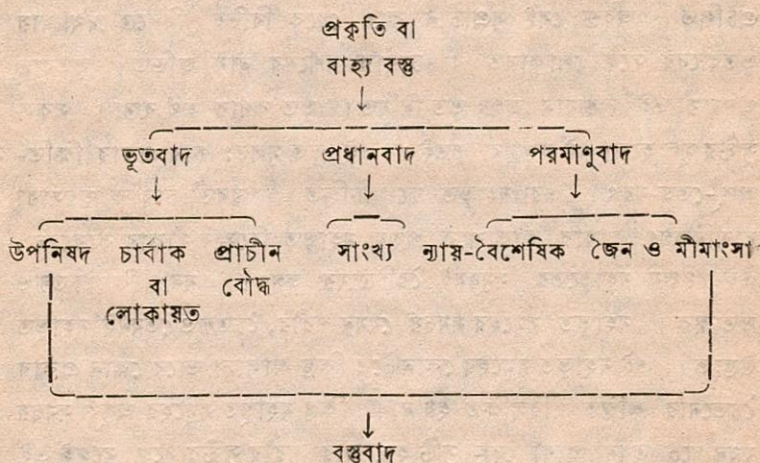 প্রকৃতি বা
বাহ্য বস্তু
ভূতবাদ প্রধানবাদ পরমাণুবাদ
উপনিষদ চার্বাক প্রাচীন সাংখ্য ন্যায়-বৈশেষিক জৈন ও মীমাংসা
বা বৌদ্ধ
লোকায়ত
বস্তুবাদ